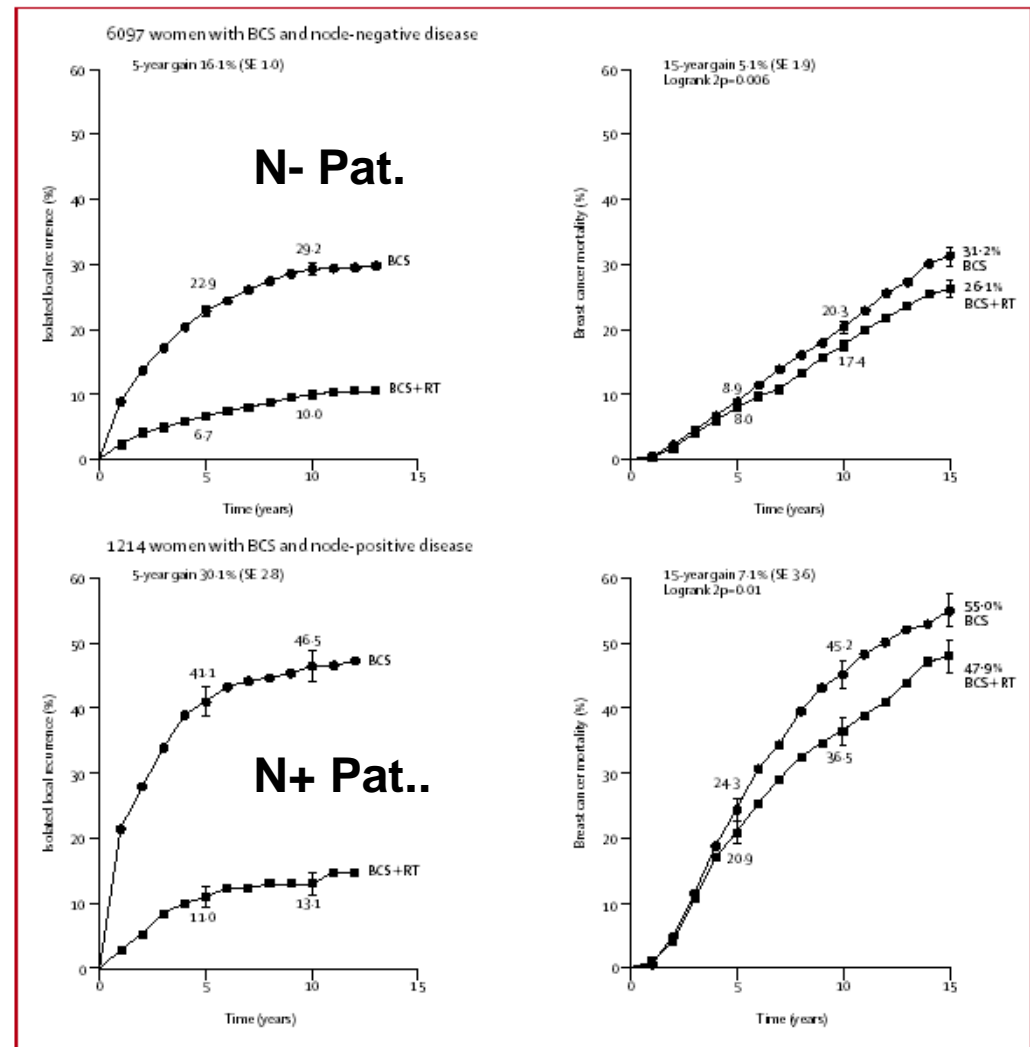 6097 women with BCS and node-negative disease
5-year gain 16·1% (SE 1·0)
60
50
40
30
20
10
0
Isolated local recurrence (%)
N- Pat.
22·9
29·2
BCS
6·7
10·0
BCS+RT
0
5
10
15
Time (years)
15-year gain 5·1% (SE 1·9)
Logrank 2p=0·006
60
50
40
30
20
10
0
Breast cancer mortality (%)
8·9
8·0
20·3
17·4
31·2%
BCS
26·1%
BCS+RT
0
5
10
15
Time (years)
1214 women with BCS and node-positive disease
5-year gain 30·1% (SE 2·8)
60
50
40
30
20
10
0
Isolated local recurrence (%)
41·1
46·5
BCS
N+ Pat..
11·0
13·1
BCS+RT
0
5
10
15
Time (years)
15-year gain 7·1% (SE 3·6)
Logrank 2p=0·01
60
50
40
30
20
10
0
Breast cancer mortality (%)
24·3
20·9
45·2
36·5
55·0%
BCS
47·9%
BCS+RT
0
5
10
15
Time (years)